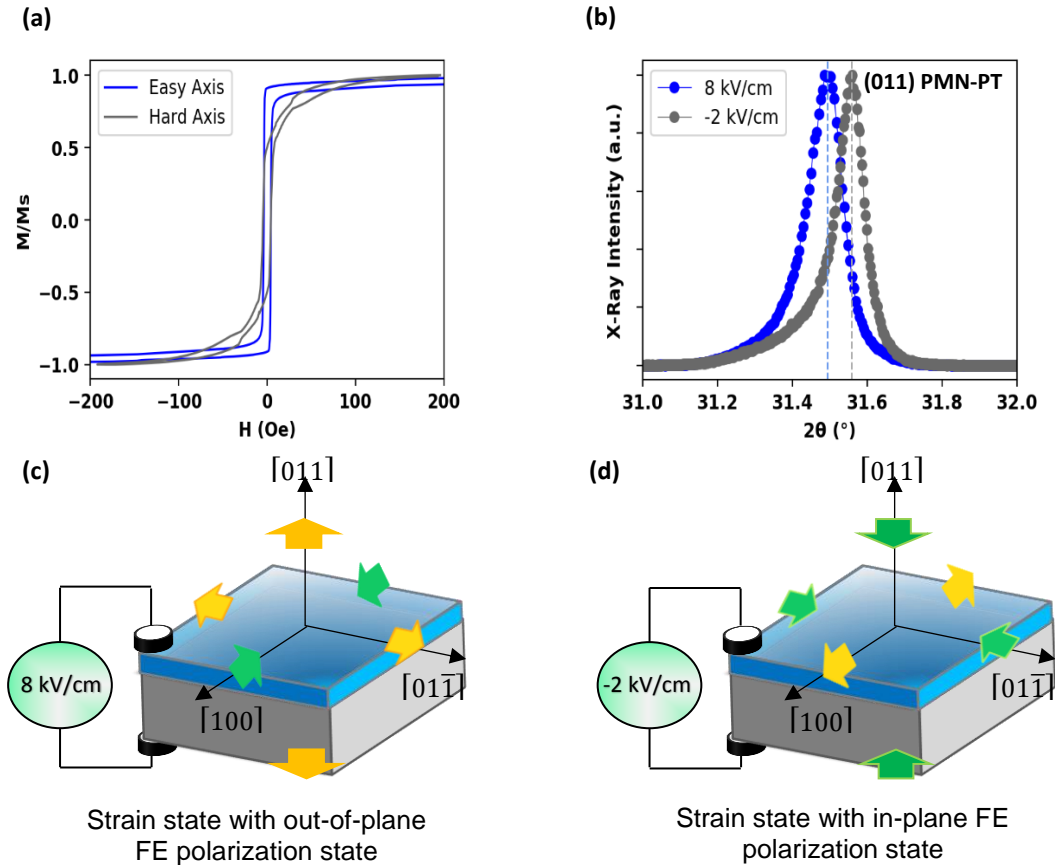 (a)
1.0
0.5
0.0
−0.5
−1.0
M/Ms
Easy Axis
Hard Axis
−200
−100
0
100
200
H (Oe)
(b)
X-Ray Intensity (a.u.)
8 kV/cm
-2 kV/cm
(011) PMN-PT
31.0
31.2
31.4
31.6
31.8
32.0
2θ (°)
(c)
⌈011⌉
8 kV/cm
⌈100⌉
⌈011̅⌉
Strain state with out-of-plane
FE polarization state
(d)
⌈011⌉
-2 kV/cm
⌈100⌉
⌈011̅⌉
Strain state with in-plane FE
polarization state